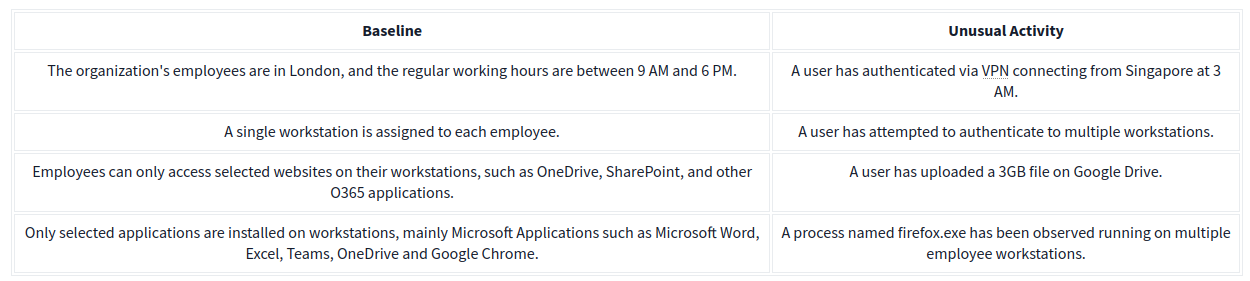 Baseline
Unusual Activity
The organization's employees are in London, and the regular working hours are between 9 AM and 6 PM.
A user has authenticated via VPN connecting from Singapore at 3
AM.
A single workstation is assigned to each employee.
A user has attempted to authenticate to multiple workstations.
Employees can only access selected websites on their workstations, such as OneDrive, SharePoint, and other
O365 applications.
A user has uploaded a 3GB file on Google Drive.
Only selected applications are installed on workstations, mainly Microsoft Applications such as Microsoft Word,
Excel, Teams, OneDrive and Google Chrome.
A process named firefox.exe has been observed running on multiple
employee workstations.